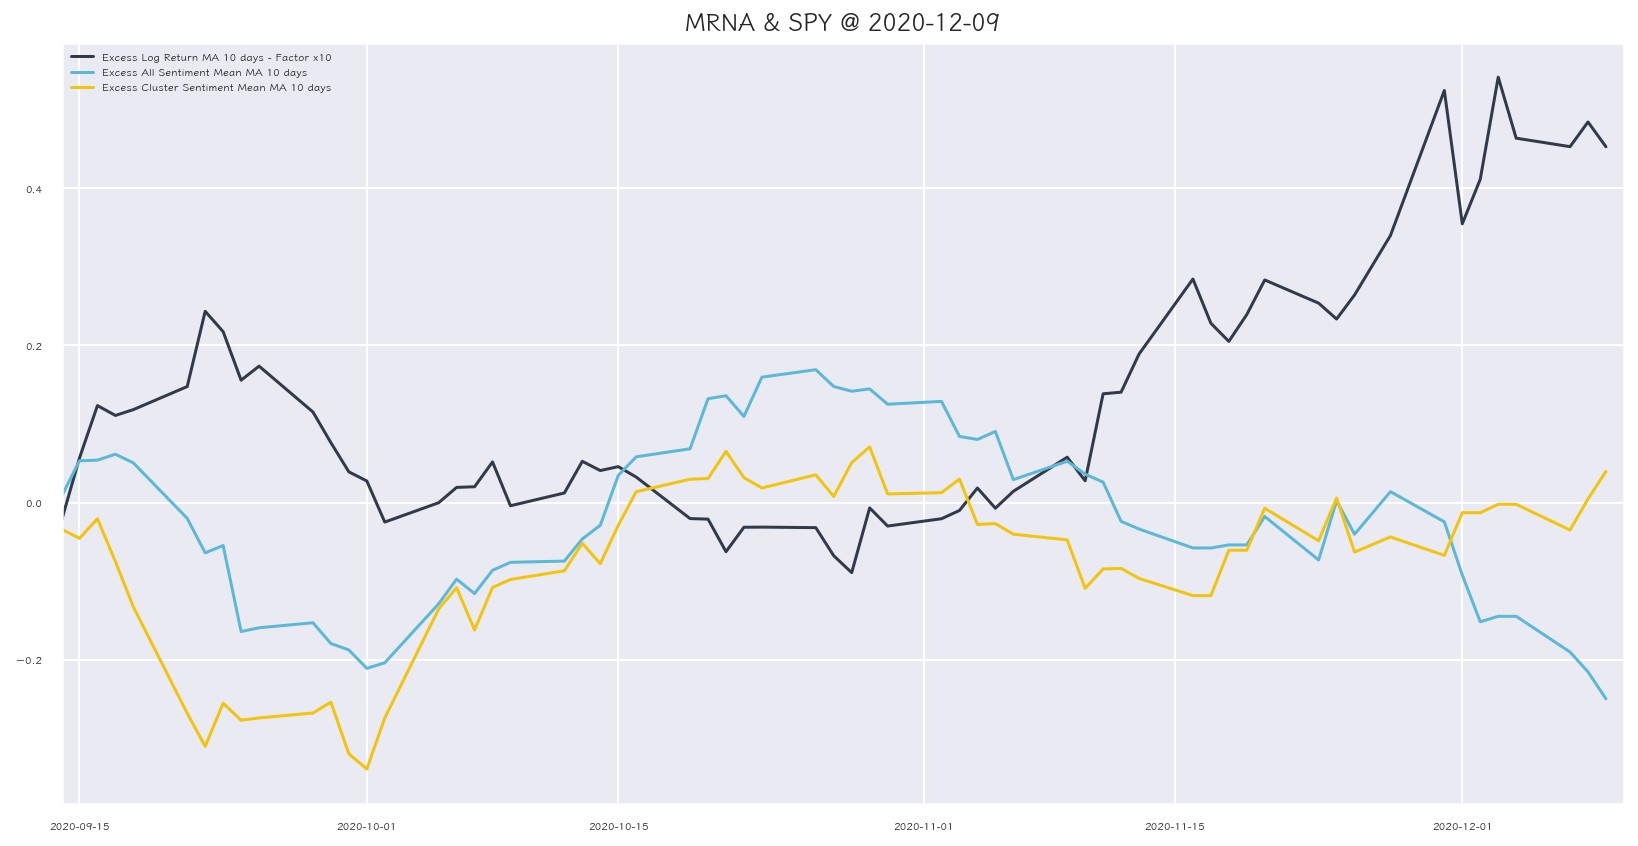 MRNA & SPY @ 2020-12-09
Excess Log Return MA 10 days - Factor x10
Excess All Sentiment Mean MA 10 days
Excess Cluster Sentiment Mean MA 10 days
0.4
0.2
0.0
−0.2
2020-09-15 2020-10-01 2020-10-15 2020-11-01 2020-11-15 2020-12-01